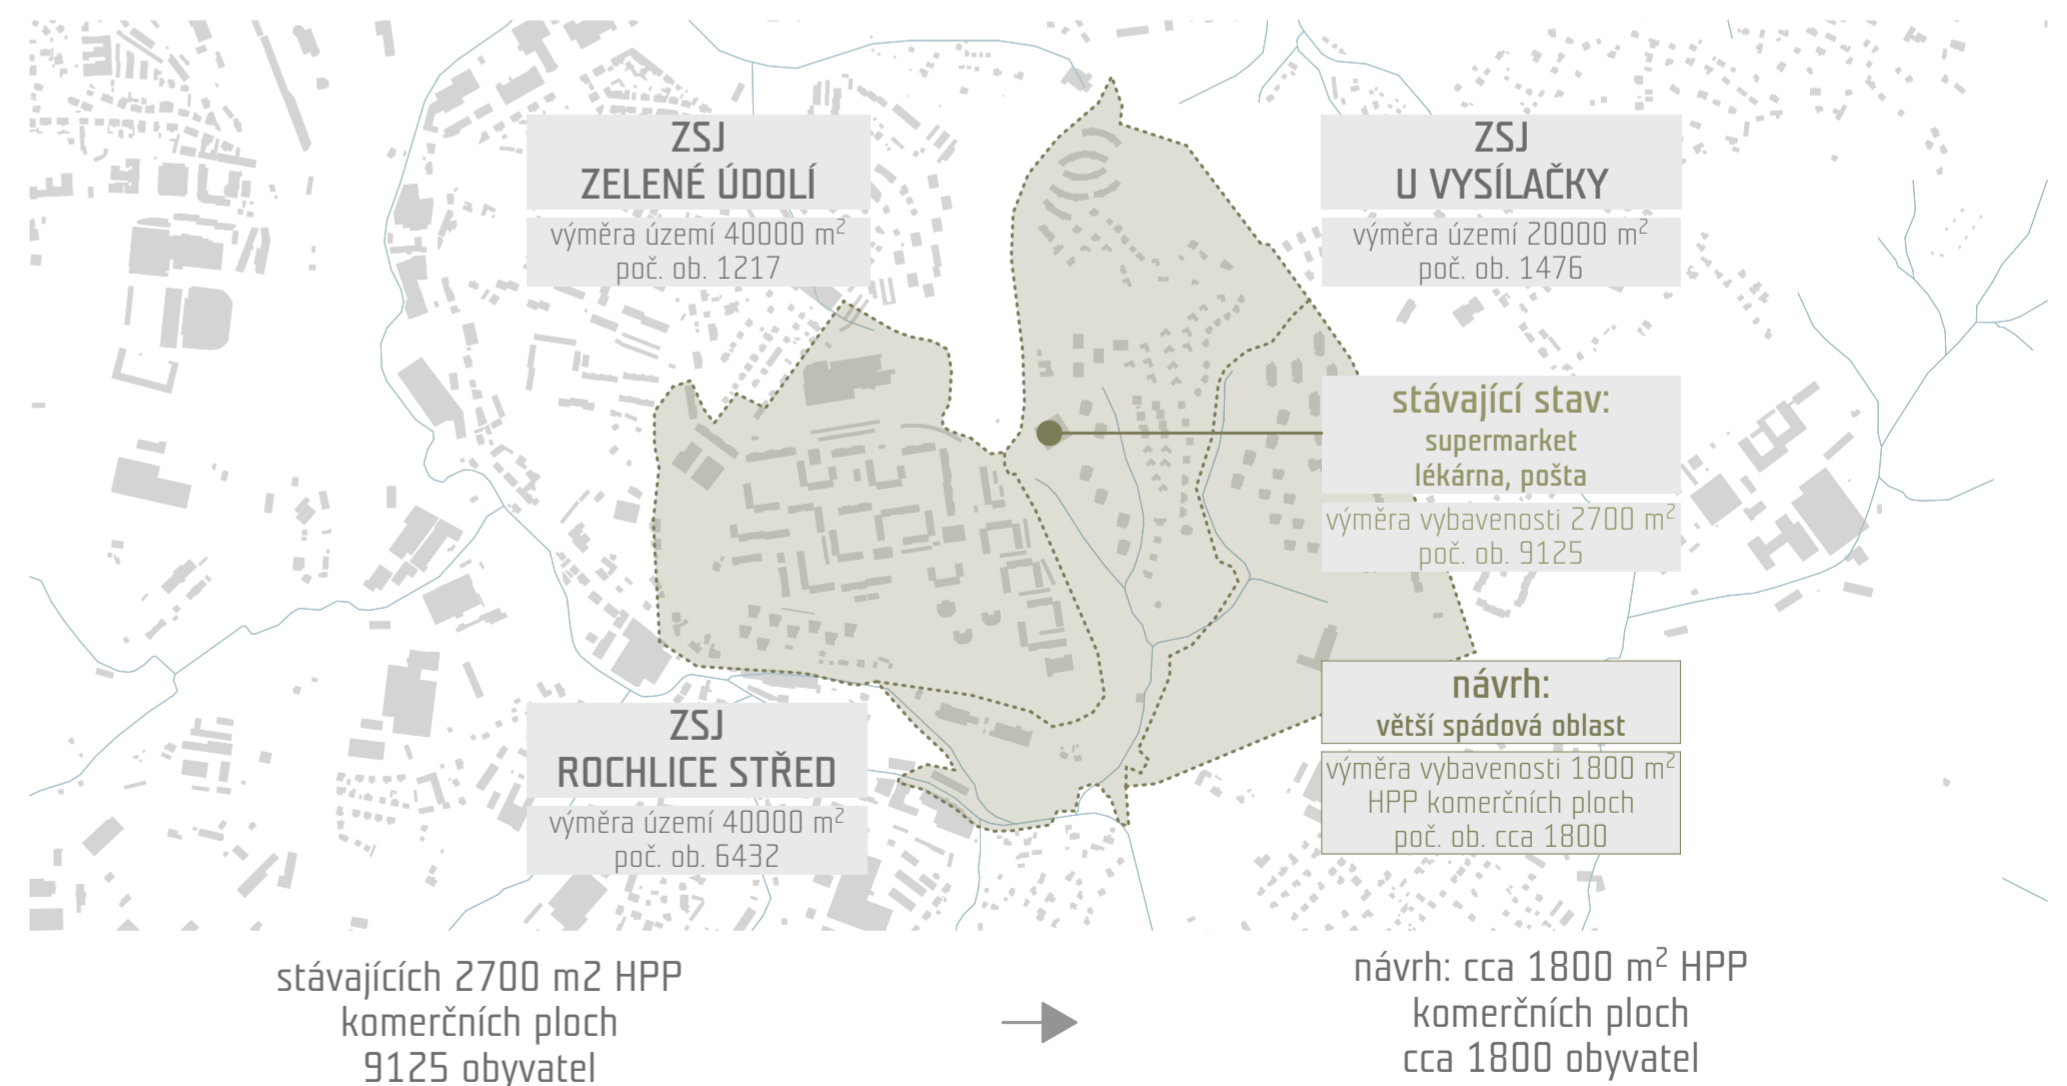 ZSJ
ZELENÉ ÚDOLÍ
výměra území 40000 m²
poč. ob. 1217
ZSJ
U VYSÍLAČKY
výměra území 20000 m²
poč. ob. 1476
stávající stav:
supermarket
lékárna, pošta
výměra vybavenosti 2700 m²
poč. ob. 9125
ZSJ
ROCHLICE STŘED
výměra území 40000 m²
poč. ob. 6432
návrh:
větší spádová oblast
výměra vybavenosti 1800 m²
HPP komerčních ploch
poč. ob. cca 1800
stávajících 2700 m2 HPP
komerčních ploch
9125 obyvatel
návrh: cca 1800 m² HPP
komerčních ploch
cca 1800 obyvatel